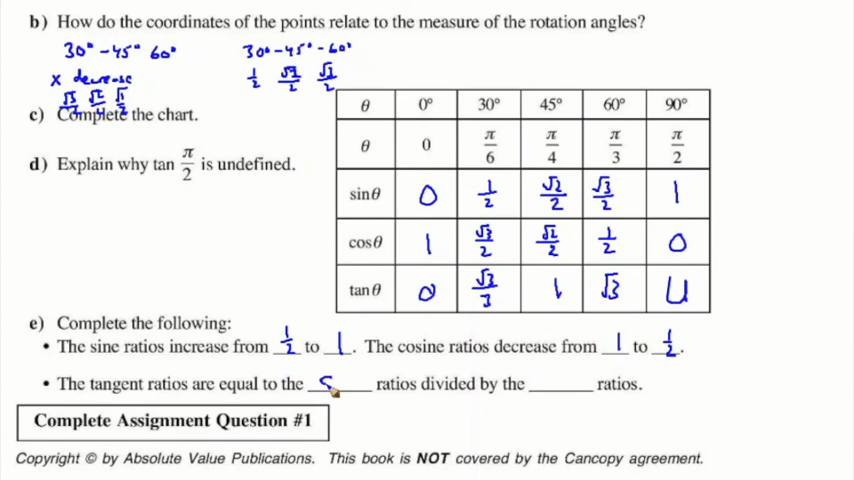 b) How do the coordinates of the points relate to the measure of the rotation angles?
30° - 45° 60° 30° - 45° - 60°
x decrease 1/2 √2/2 √3/2
√3/2
c) Complete the chart.
d) Explain why tan π/2 is undefined.
θ 0° 30° 45° 60° 90°
θ 0 π/6 π/4 π/3 π/2
sinθ 0 1/2 √2/2 √3/2 1
cosθ 1 √3/2 √2/2 1/2 0
tanθ 0 √3/3 1 √3 U
e) Complete the following:
• The sine ratios increase from 1/2 to 1. The cosine ratios decrease from 1 to 1/2.
• The tangent ratios are equal to the s ratios divided by the ______ ratios.
Complete Assignment Question #1
Copyright © by Absolute Value Publications. This book is NOT covered by the Cancopy agreement.